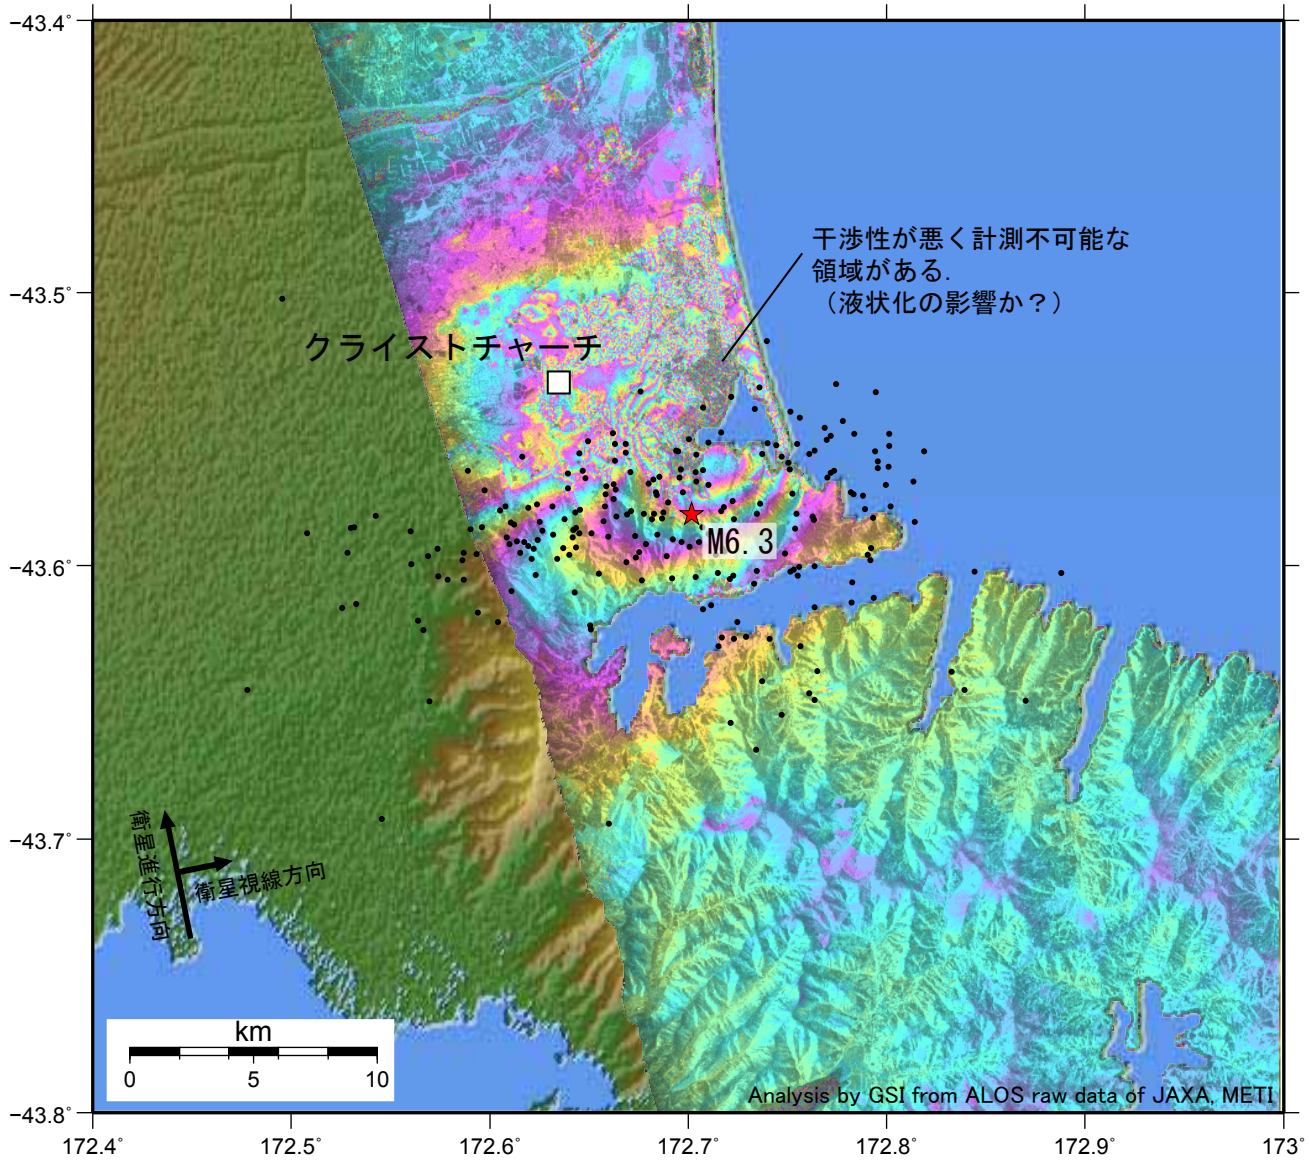 -43.4°
干渉性が悪く計測不可能な
領域がある.
（液状化の影響か？）
-43.5°
クライストチャーチ
M6.3
-43.6°
-43.7°
衛星進行方向
衛星視線方向
km
0 5 10
Analysis by GSI from ALOS raw data of JAXA, METI
-43.8°
172.4° 172.5° 172.6° 172.7° 172.8° 172.9° 173°